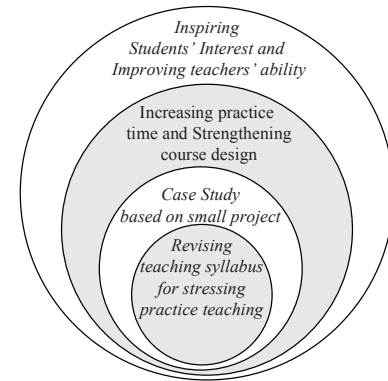 Inspiring
Students' Interest and
Improving teachers' ability
Increasing practice
time and Strengthening
course design
Case Study
based on small project
Revising
teaching syllabus
for stressing
practice teaching